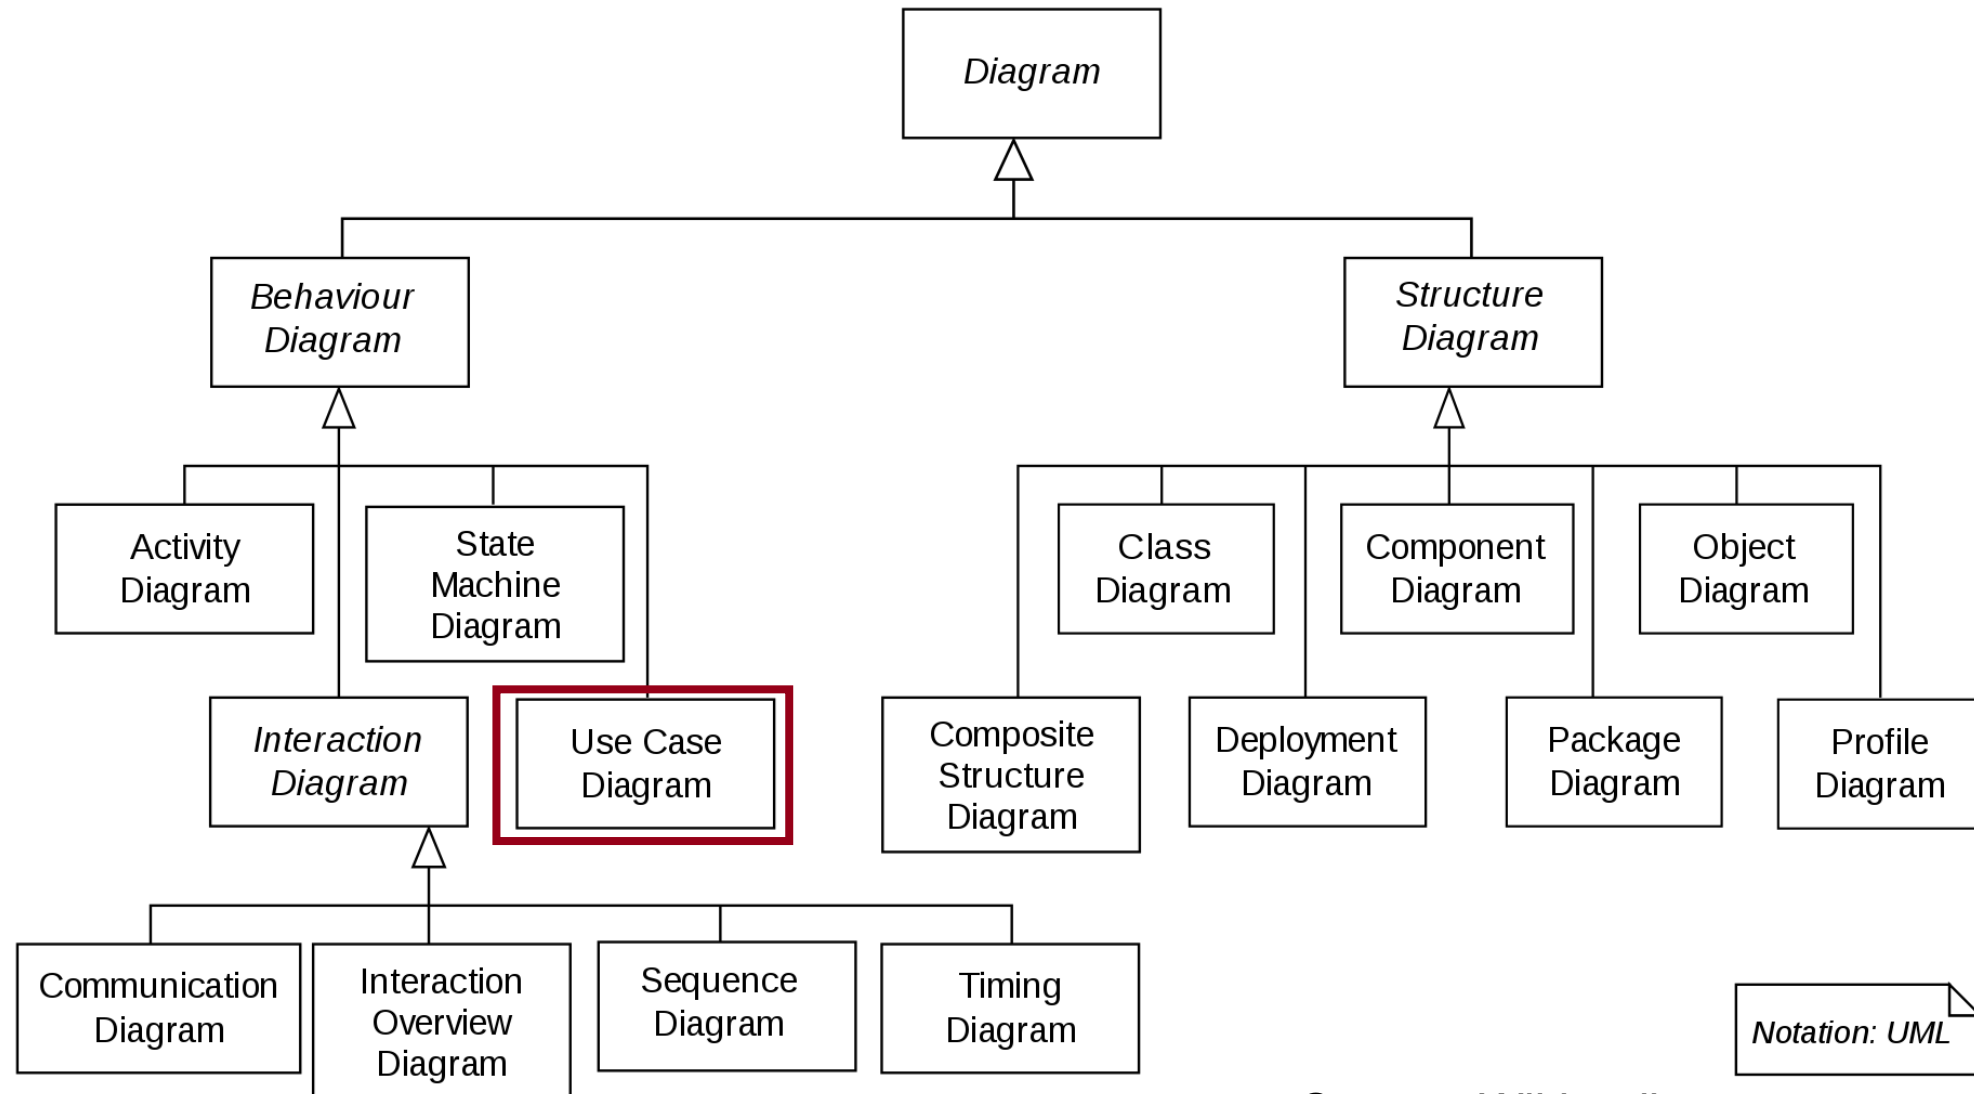 Diagram
Behaviour
Diagram
Structure
Diagram
Activity
Diagram
State
Machine
Diagram
Class
Diagram
Component
Diagram
Object
Diagram
Interaction
Diagram
Use Case
Diagram
Composite
Structure
Diagram
Deployment
Diagram
Package
Diagram
Profile
Diagram
Communication
Diagram
Interaction
Overview
Diagram
Sequence
Diagram
Timing
Diagram
Notation: UML